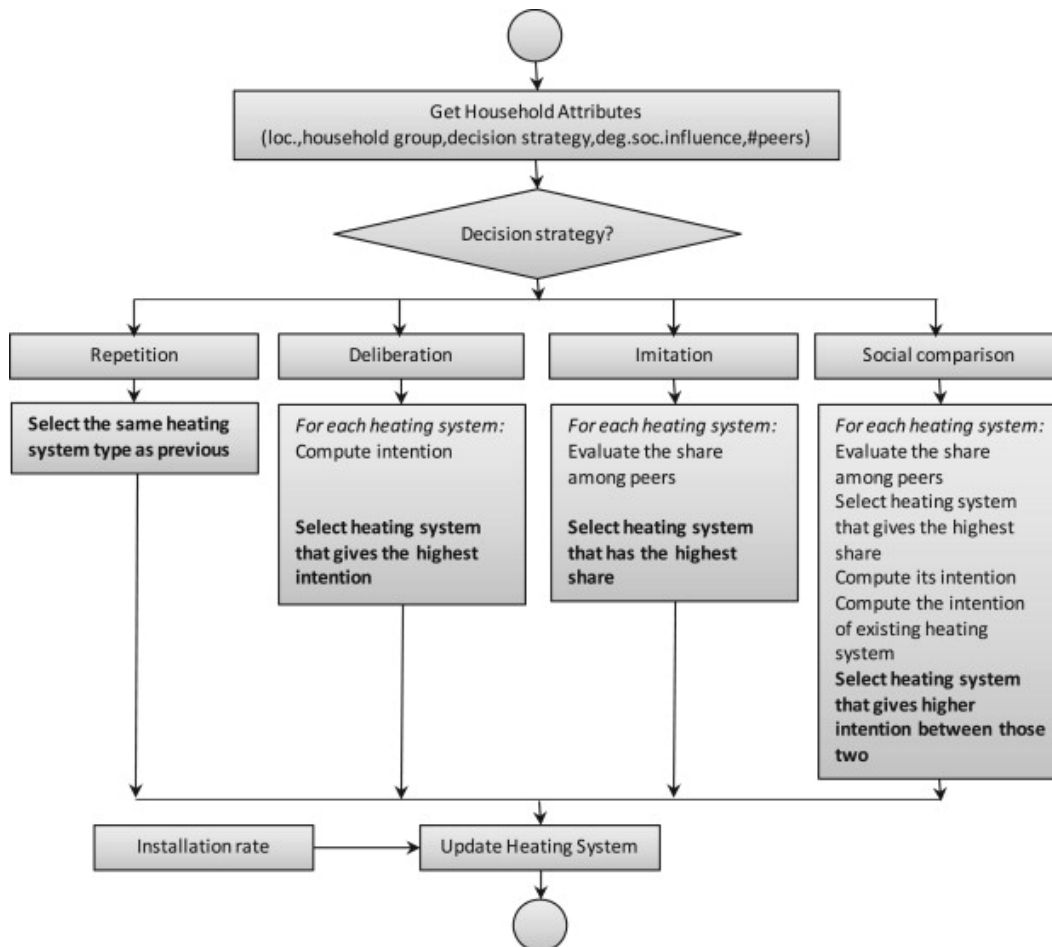 Get Household Attributes
(loc.,household group,decision strategy,deg.soc.influence,#peers)
Decision strategy?
Repetition
Select the same heating
system type as previous
Deliberation
For each heating system:
Compute intention
Select heating system
that gives the highest
intention
Imitation
For each heating system:
Evaluate the share
among peers
Select heating system
that has the highest
share
Social comparison
For each heating system:
Evaluate the share
among peers
Select heating system
that gives the highest
share
Compute its intention
Compute the intention
of existing heating
system
Select heating system
that gives higher
intention between those
two
Installation rate
Update Heating System